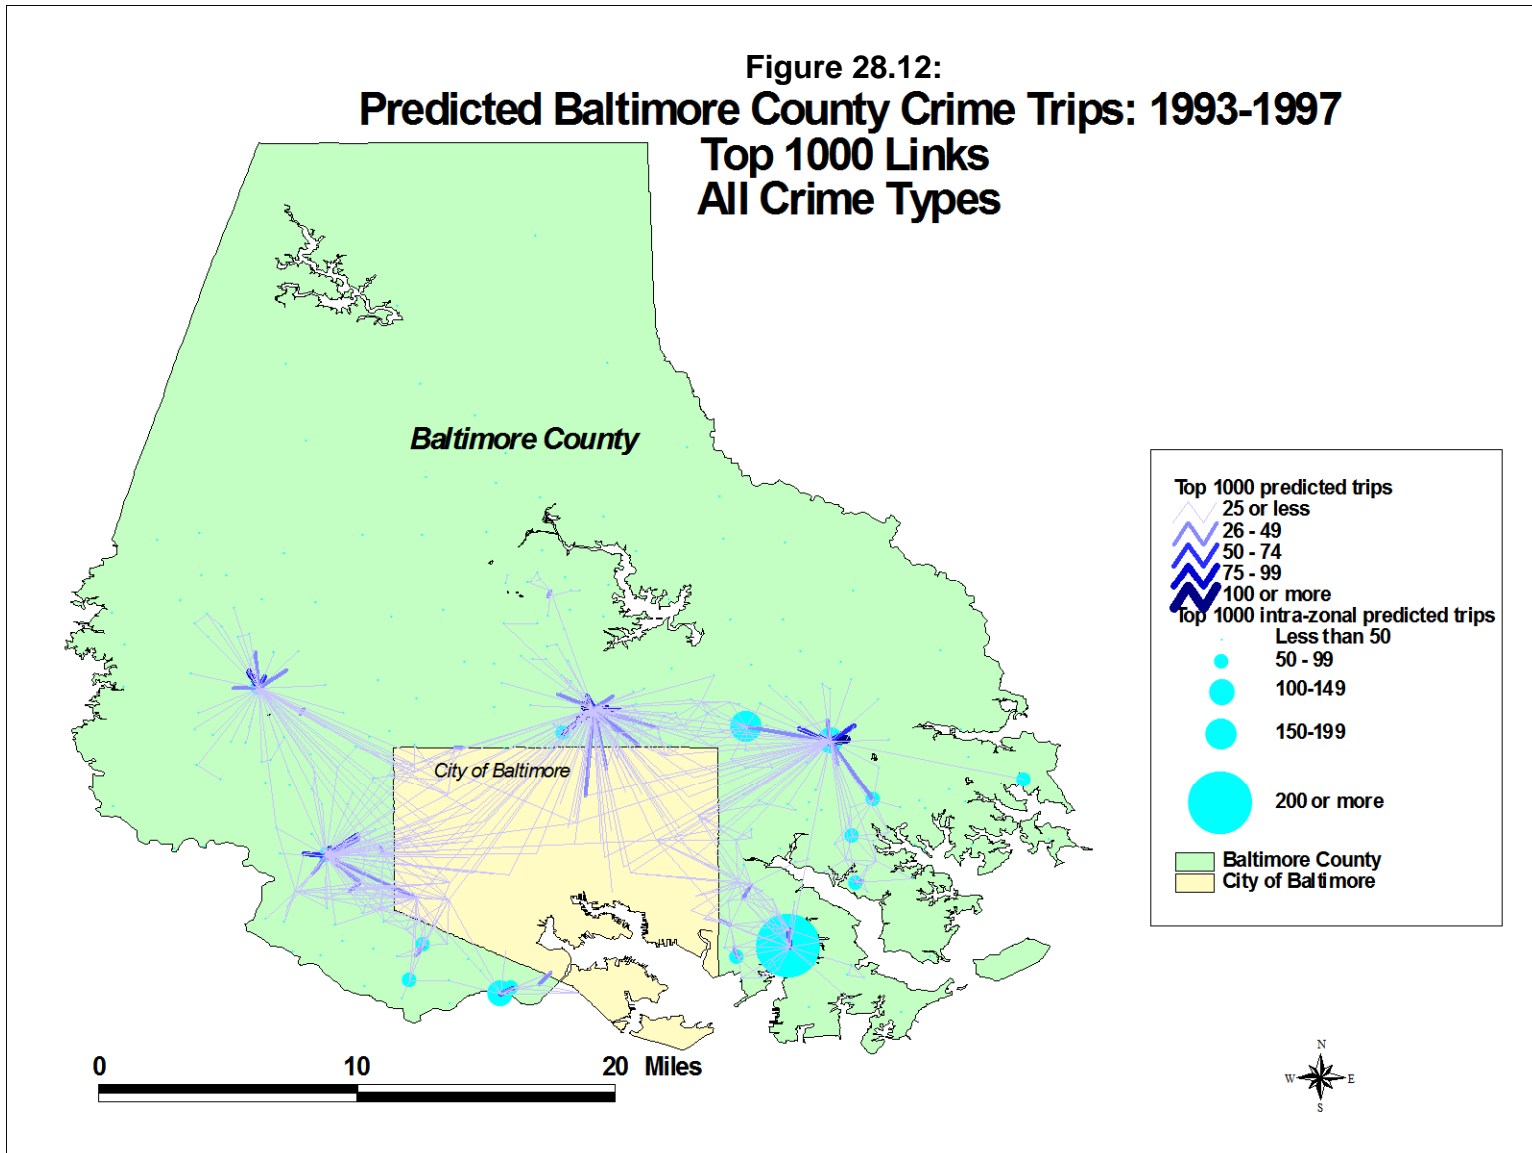 Figure 28.12:
Predicted Baltimore County Crime Trips: 1993-1997
Top 1000 Links
All Crime Types
Baltimore County
City of Baltimore
Top 1000 predicted trips
25 or less
26 - 49
50 - 74
75 - 99
100 or more
Top 1000 intra-zonal predicted trips
Less than 50
50 - 99
100-149
150-199
200 or more
Baltimore County
City of Baltimore
0 10 20 Miles
N
W E
S